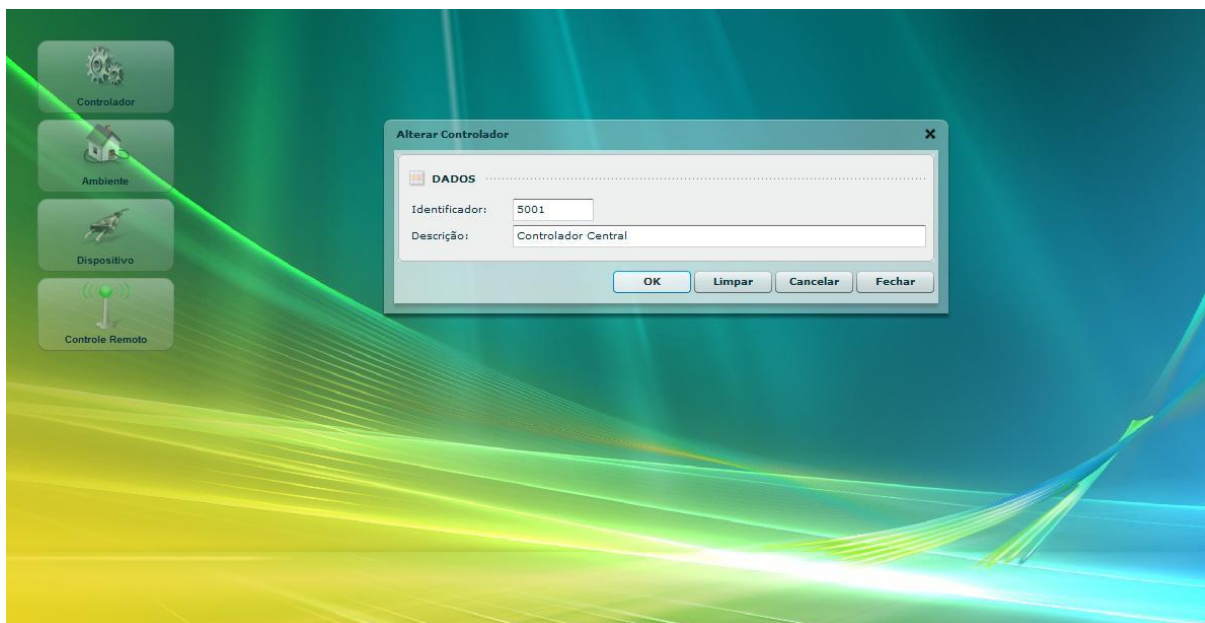 Controlador
Ambiente
Dispositivo
Controle Remoto
Alterar Controlador
DADOS
Identificador: 5001
Descrição: Controlador Central
OK Limpar Cancelar Fechar